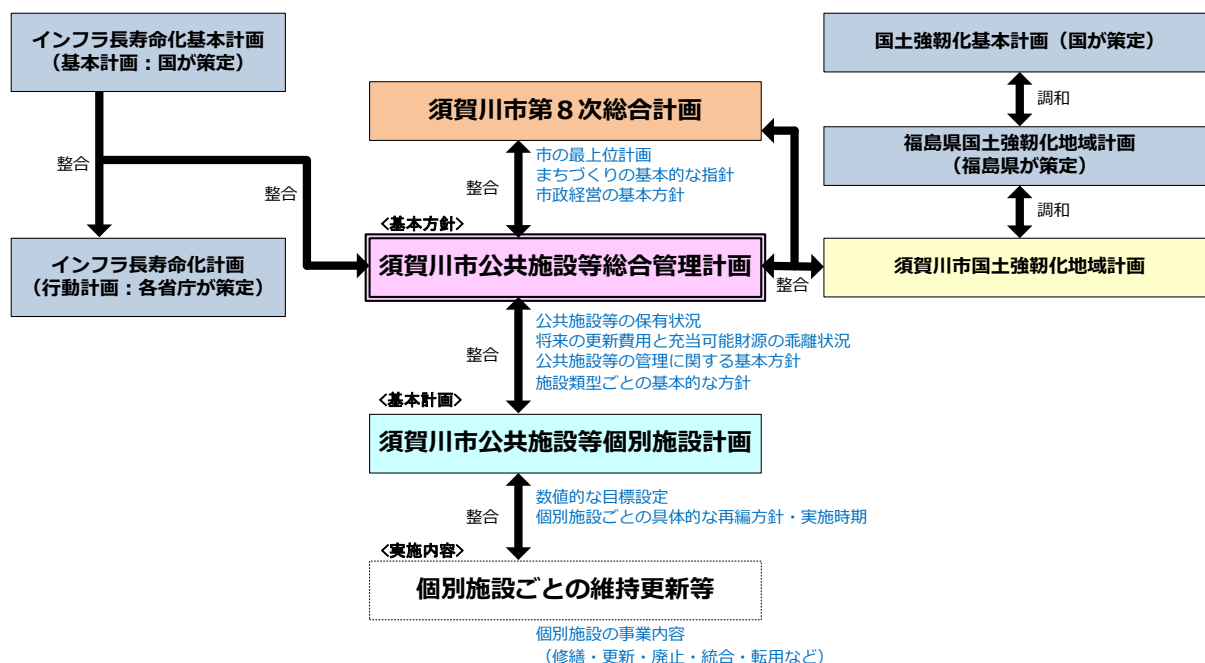 インフラ長寿命化基本計画
（基本計画：国が策定）
国土強靭化基本計画（国が策定）
調和
須賀川市第８次総合計画
福島県国土強靭化地域計画
（福島県が策定）
整合
整合
市の最上位計画
まちづくりの基本的な指針
市政経営の基本方針
整合
調和
<基本方針>
インフラ長寿命化計画
（行動計画：各省庁が策定）
須賀川市公共施設等総合管理計画
整合
須賀川市国土強靭化地域計画
公共施設等の保有状況
将来の更新費用と充当可能財源の乖離状況
公共施設等の管理に関する基本方針
施設類型ごとの基本的な方針
整合
<基本計画>
須賀川市公共施設等個別施設計画
数値的な目標設定
個別施設ごとの具体的な再編方針・実施時期
整合
<実施内容>
個別施設ごとの維持更新等
個別施設の事業内容
（修繕・更新・廃止・統合・転用など）